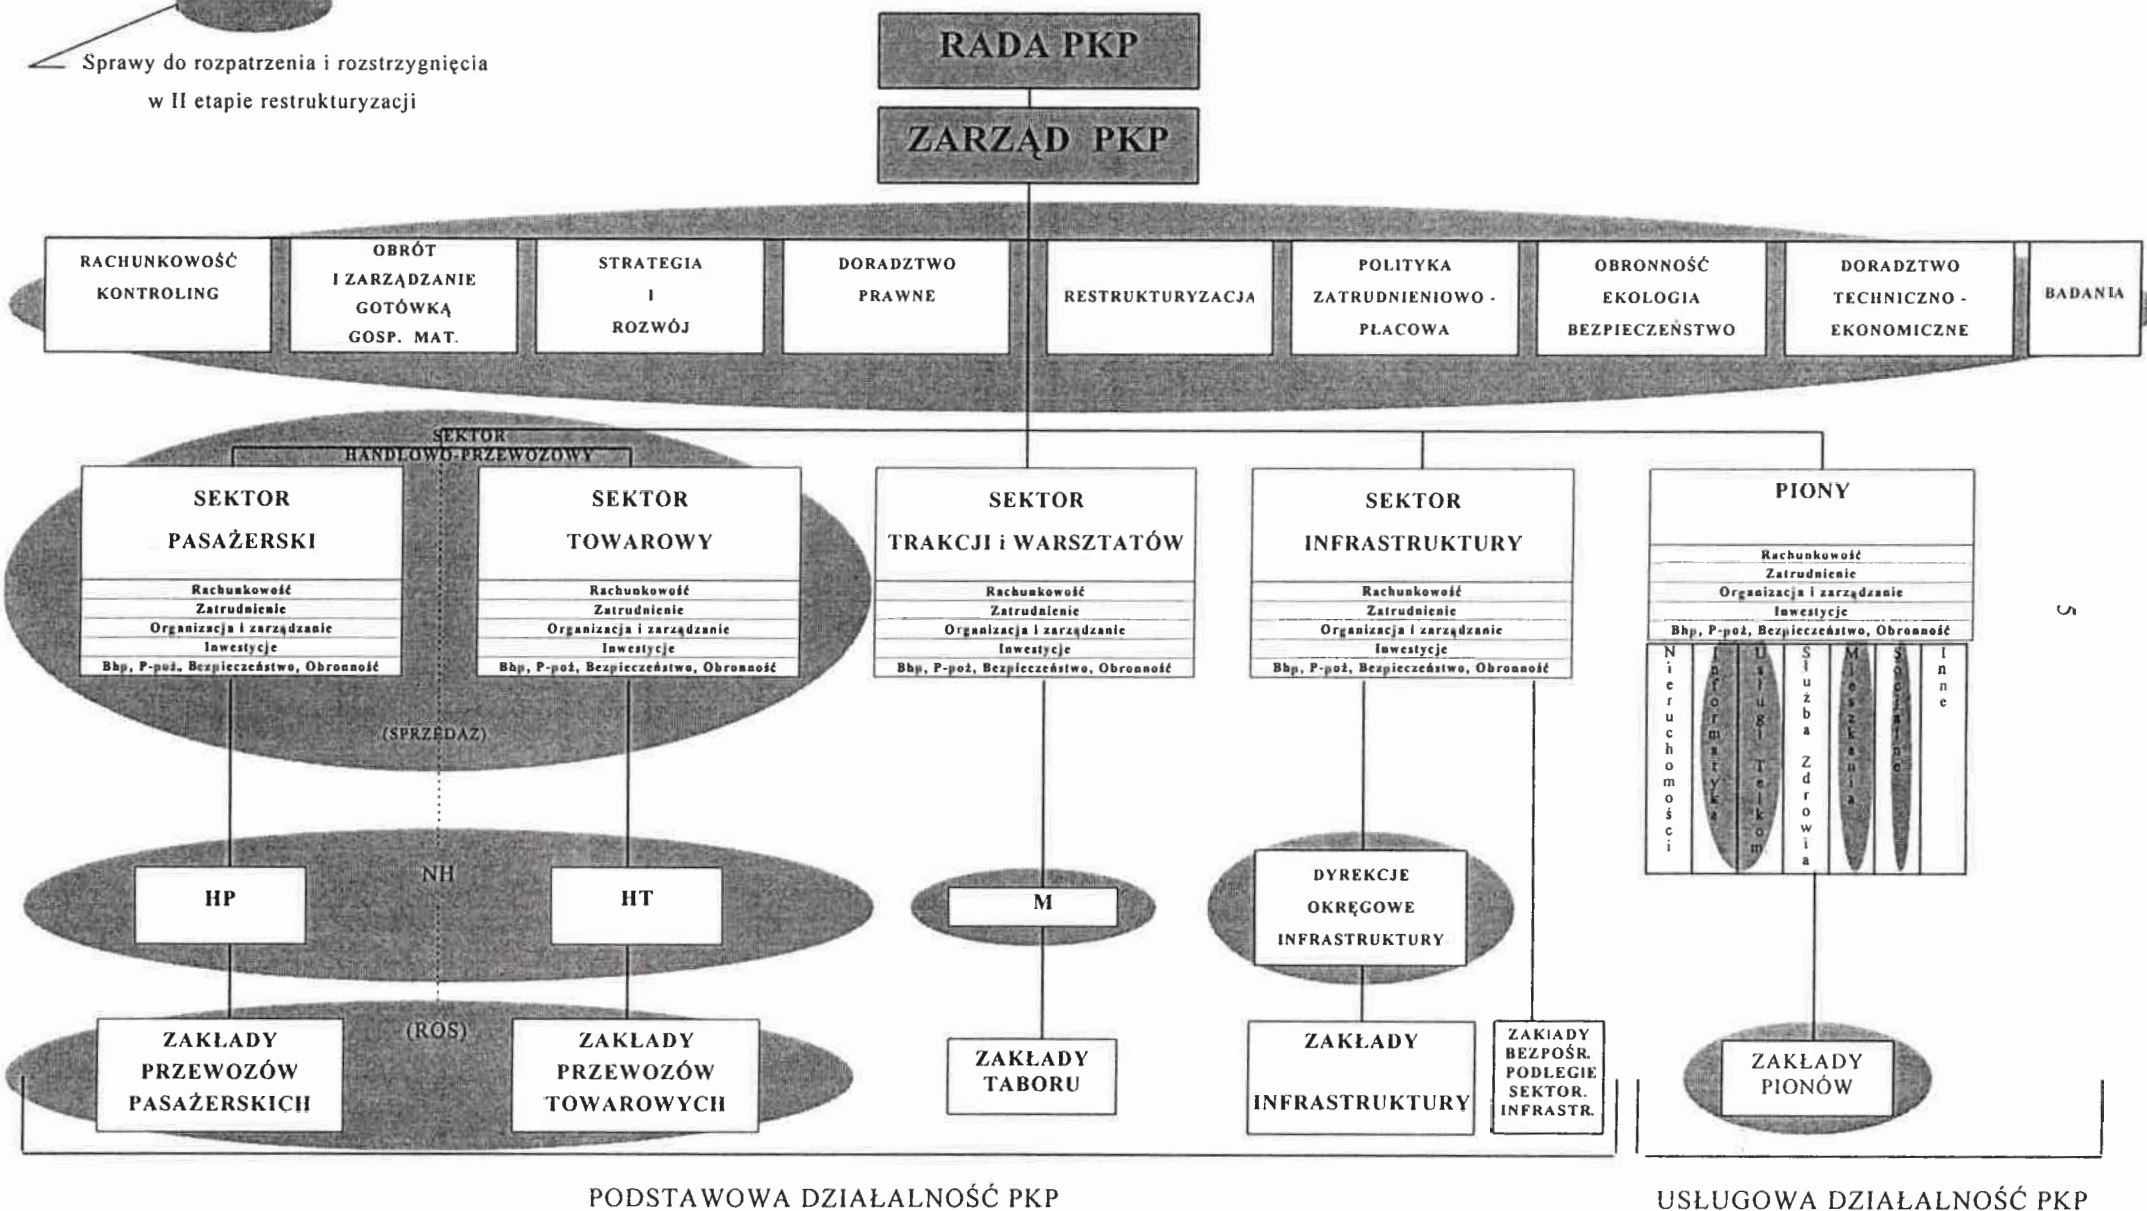 Sprawy do rozpatrzenia i rozstrzygnięcia
w II etapie restrukturyzacji
RADA PKP
ZARZĄD PKP
RACHUNKOWOŚĆ
KONTROLING
OBRÓT
I ZARZĄDZANIE
GOTÓWKĄ
GOSP. MAT.
STRATEGIA
I
ROZWÓJ
DORADZTWO
PRAWNE
RESTRUKTURYZACJA
POLITYKA
ZATRUDNIENIOWO -
PŁACOWA
OBRONNOŚĆ
EKOLOGIA
BEZPIECZEŃSTWO
DORADZTWO
TECHNICZNO -
EKONOMICZNE
BADANIA
SEKTOR
HANDLOWO-PRZEWOZOWY
SEKTOR
PASAŻERSKI
Rachunkowość
Zatrudnienie
Organizacja i zarządzanie
Inwestycje
Bhp, P-poż, Bezpieczeństwo, Obronność
SEKTOR
TOWAROWY
Rachunkowość
Zatrudnienie
Organizacja i zarządzanie
Inwestycje
Bhp, P-poż, Bezpieczeństwo, Obronność
SEKTOR
TRAKCJI i WARSZTATÓW
Rachunkowość
Zatrudnienie
Organizacja i zarządzanie
Inwestycje
Bhp, P-poż, Bezpieczeństwo, Obronność
SEKTOR
INFRASTRUKTURY
Rachunkowość
Zatrudnienie
Organizacja i zarządzanie
Inwestycje
Bhp, P-poż, Bezpieczeństwo, Obronność
PIONY
Rachunkowość
Zatrudnienie
Organizacja i zarządzanie
Inwestycje
Bhp, P-poż, Bezpieczeństwo, Obronność
Nieruchomości
Informatyka
Usługi Telkom
Służba Zdrowia
Mieszkania
Socjalne
Inne
5
(SPRZEDAŻ)
NH
HP
HT
M
DYREKCJE
OKRĘGOWE
INFRASTRUKTURY
(ROS)
ZAKŁADY
PRZEWOZÓW
PASAŻERSKICH
ZAKŁADY
PRZEWOZÓW
TOWAROWYCH
ZAKŁADY
TABORU
ZAKŁADY
INFRASTRUKTURY
ZAKłADY
BEZPOŚR.
PODLEGłE
SEKTOR.
INFRASTR.
ZAKŁADY
PIONÓW
PODSTAWOWA DZIAŁALNOŚĆ PKP
USŁUGOWA DZIAŁALNOŚĆ PKP